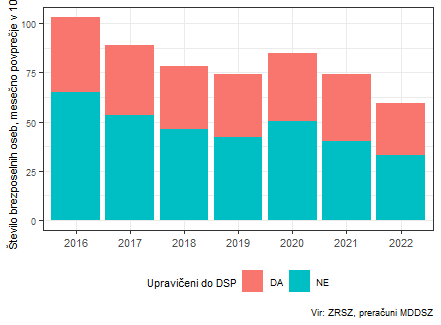 Število brezposelnih oseb, mesečno povprečje v 10
100
75
50
25
0
2016 2017 2018 2019 2020 2021 2022
Upravičeni do DSP DA NE
Vir: ZRSZ, preračuni MDDSZ